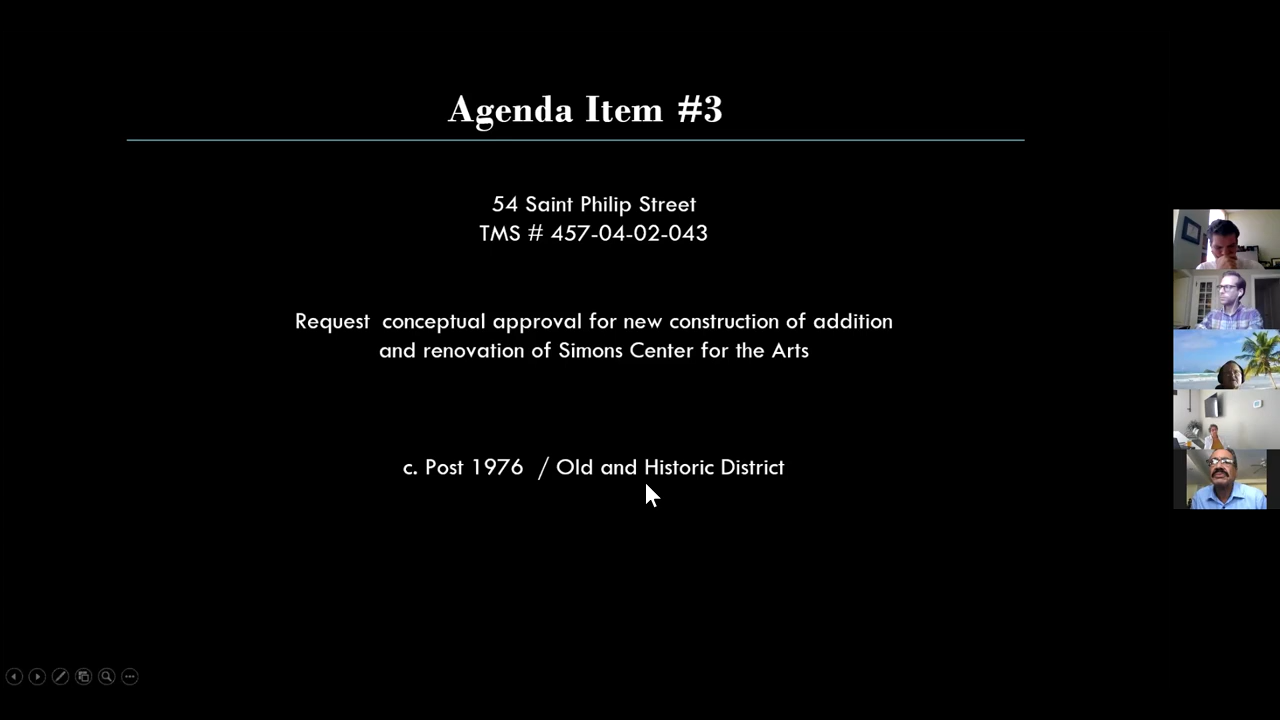 Agenda Item #3
54 Saint Philip Street
TMS # 457-04-02-043
Request conceptual approval for new construction of addition
and renovation of Simons Center for the Arts
c. Post 1976 / Old and Historic District